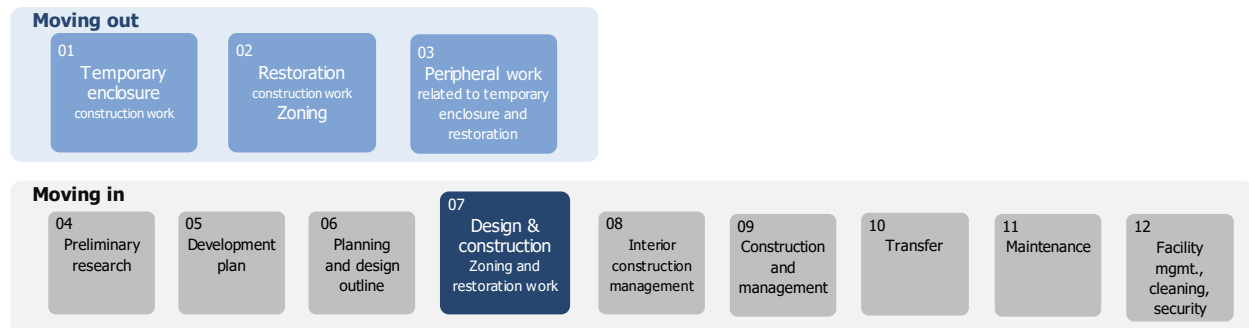 Moving out
01
Temporary
enclosure
construction work
02
Restoration
construction work
Zoning
03
Peripheral work
related to temporary
enclosure and
restoration
Moving in
04
Preliminary
research
05
Development
plan
06
Planning
and design
outline
07
Design &
construction
Zoning and
restoration work
08
Interior
construction
management
09
Construction
and
management
10
Transfer
11
Maintenance
12
Facility
mgmt.,
cleaning,
security